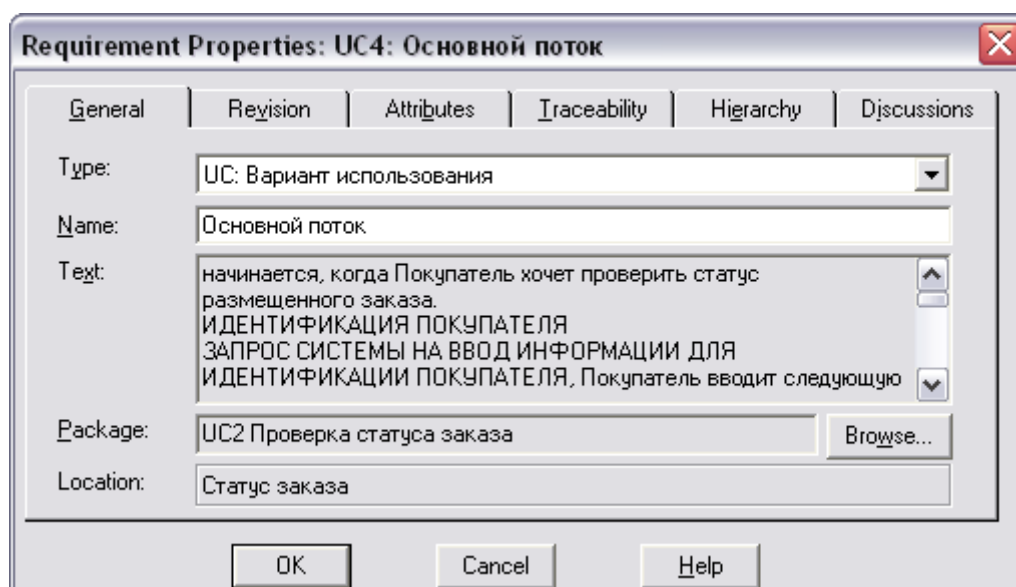 Requirement Properties: UC4: Основной поток
General Revision Attributes Traceability Hierarchy Discussions
Type: UC: Вариант использования
Name: Основной поток
Text: начинается, когда Покупатель хочет проверить статус
размещенного заказа.
ИДЕНТИФИКАЦИЯ ПОКУПАТЕЛЯ
ЗАПРОС СИСТЕМЫ НА ВВОД ИНФОРМАЦИИ ДЛЯ
ИДЕНТИФИКАЦИИ ПОКУПАТЕЛЯ, Покупатель вводит следующую
Package: UC2 Проверка статуса заказа Browse...
Location: Статус заказа
OK Cancel Help